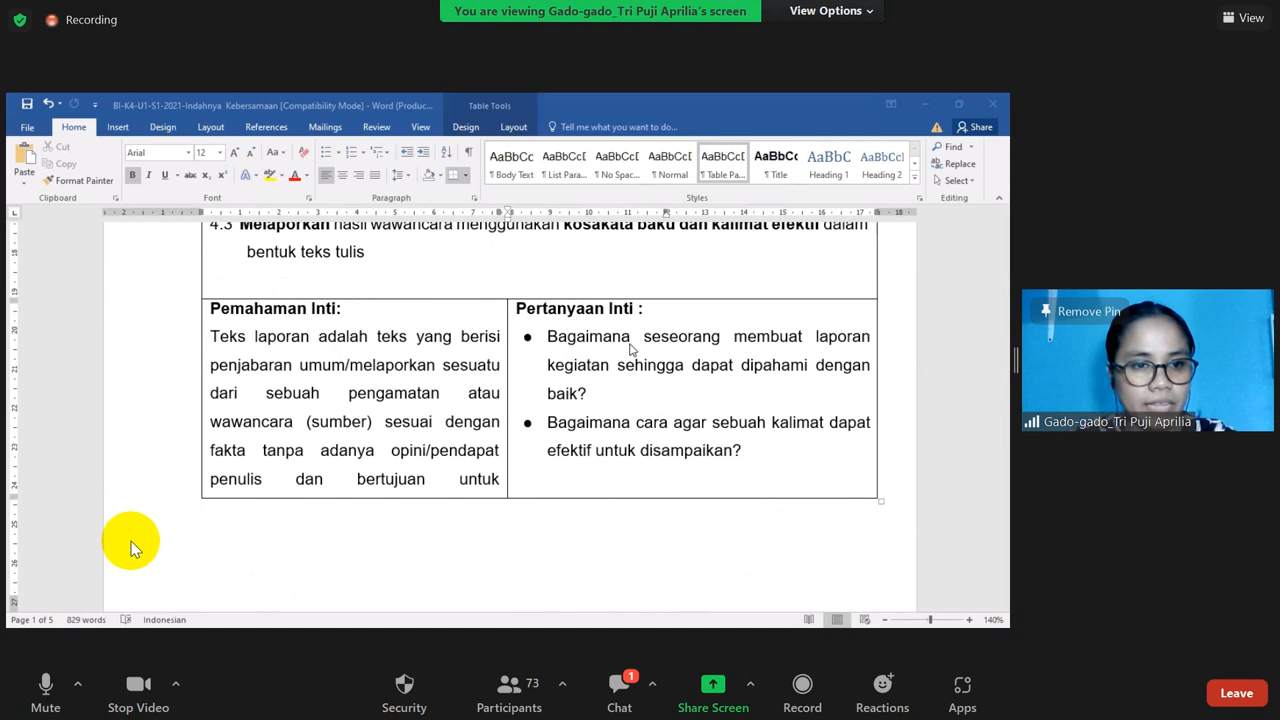 Recording
You are viewing Gado-gado_Tri Puji Aprilia's screen
View Options
View
BI-K4-U1-S1-2021-Indahnya Kebersamaan [Compatibility Mode] - Word (Produc...
Table Tools
File
Home
Insert
Design
Layout
References
Mailings
Review
View
Design
Layout
Tell me what you want to do...
Share
Paste
Cut
Copy
Format Painter
Clipboard
Arial
12
Font
Paragraph
AaBbCc AaBbC( AaBbCc AaBbC( AaBbC( AaBbCc AaBbC AaBbCc
¶ Body Text ¶ List Para... ¶ No Spac... ¶ Normal ¶ Table Pa... ¶ Title Heading 1 Heading 2
Styles
Find
Replace
Select
Editing
4.3 Melaporkan hasil wawancara menggunakan kosakata baku dan kalimat efektif dalam
bentuk teks tulis
Pemahaman Inti:
Teks laporan adalah teks yang berisi
penjabaran umum/melaporkan sesuatu
dari sebuah pengamatan atau
wawancara (sumber) sesuai dengan
fakta tanpa adanya opini/pendapat
penulis dan bertujuan untuk
Pertanyaan Inti :
● Bagaimana seseorang membuat laporan
kegiatan sehingga dapat dipahami dengan
baik?
● Bagaimana cara agar sebuah kalimat dapat
efektif untuk disampaikan?
Page 1 of 5
829 words
Indonesian
140%
Remove Pin
Gado-gado_Tri Puji Aprilia
Mute
Stop Video
Security
73
Participants
1
Chat
Share Screen
Record
Reactions
Apps
Leave